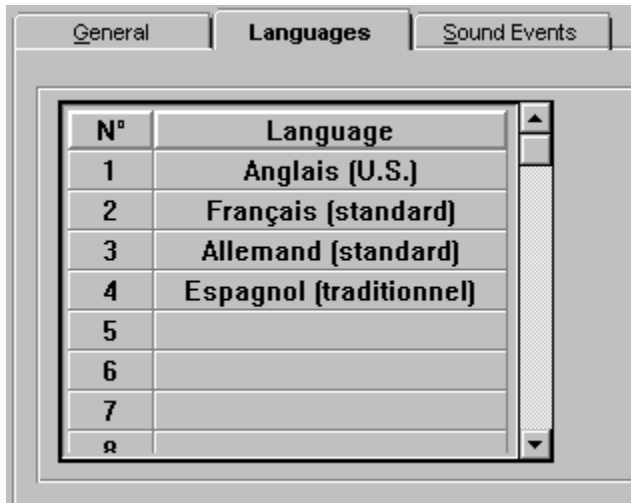 General Languages Sound Events
N° Language
1 Anglais (U.S.)
2 Français (standard)
3 Allemand (standard)
4 Espagnol (traditionnel)
5
6
7
8